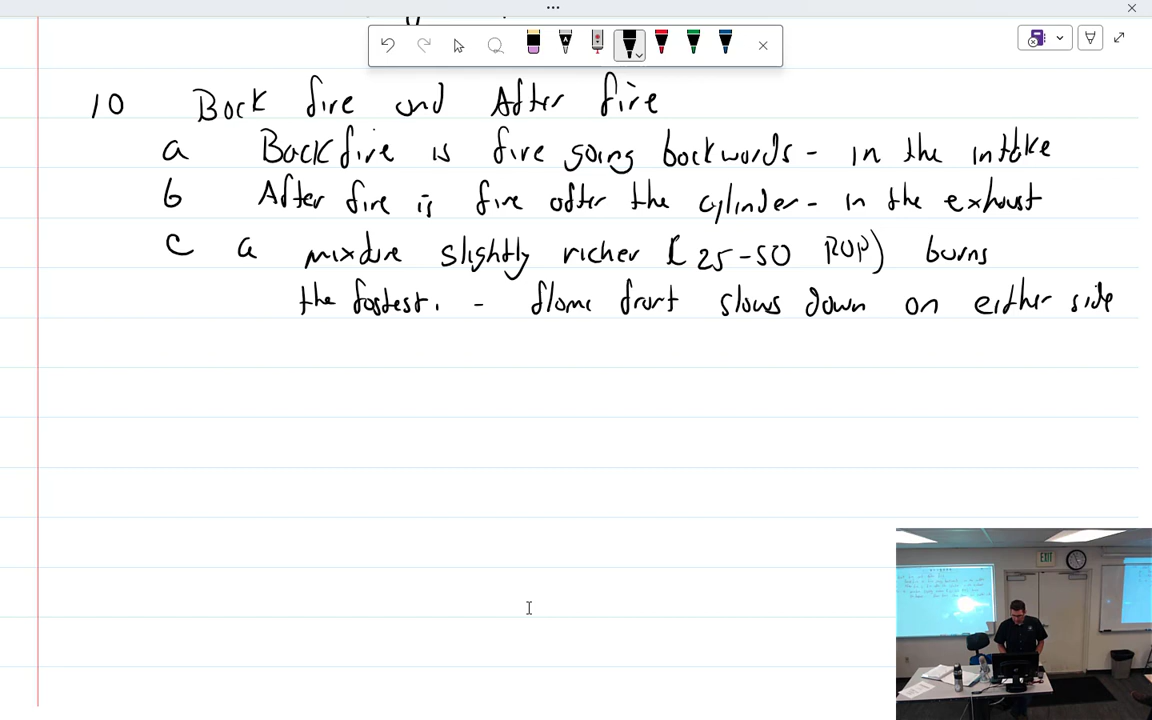 10 Back fire and After fire
a Backfire is fire going backwards - in the intake
b After fire is fire after the cylinder - in the exhaust
c a mixture slightly richer (25-50 ROP) burns
the fastest. - flame front slows down on either side
EXIT